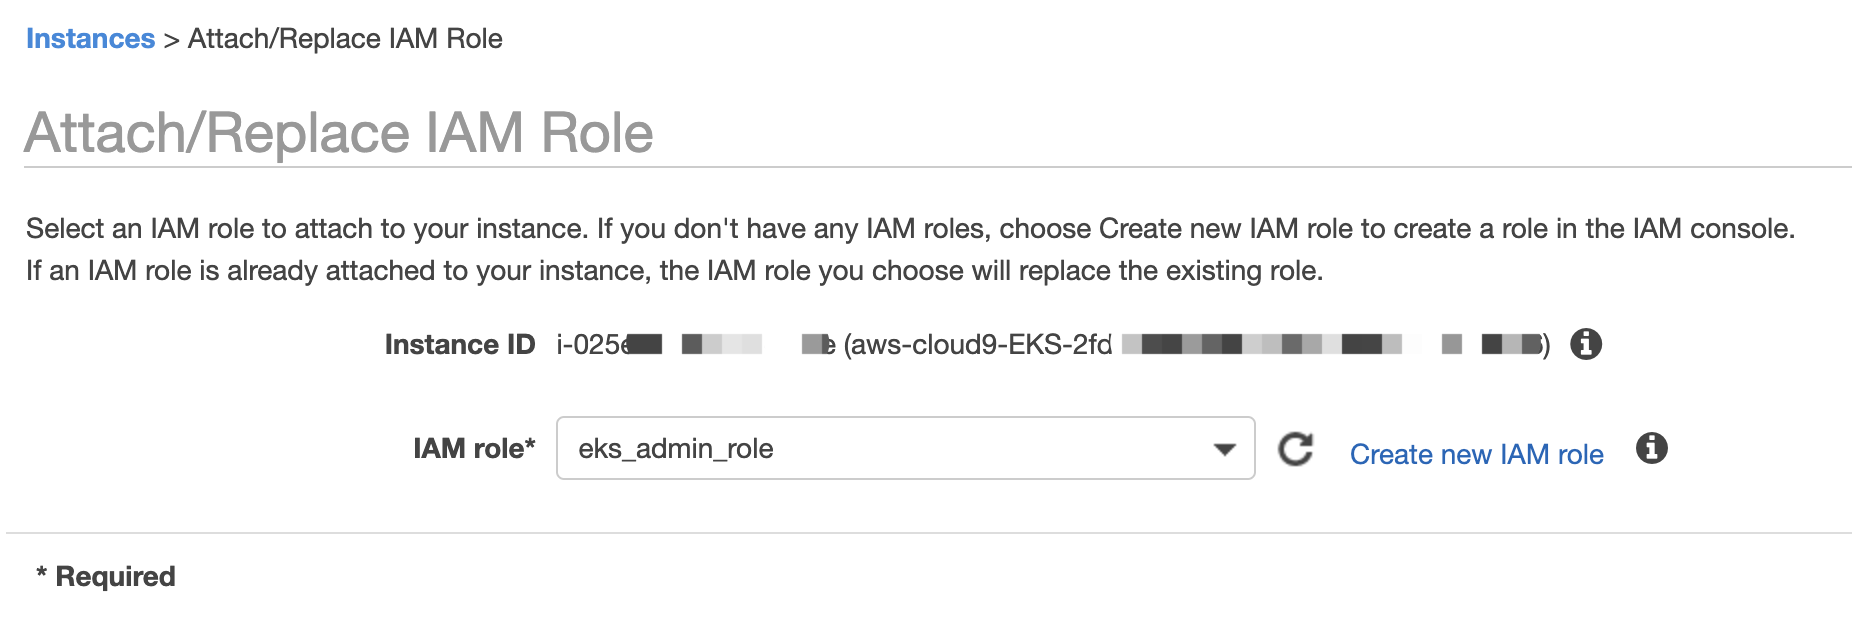 Instances > Attach/Replace IAM Role
Attach/Replace IAM Role
Select an IAM role to attach to your instance. If you don't have any IAM roles, choose Create new IAM role to create a role in the IAM console.
If an IAM role is already attached to your instance, the IAM role you choose will replace the existing role.
Instance ID i-025e (aws-cloud9-EKS-2fd )
IAM role* eks_admin_role Create new IAM role
* Required